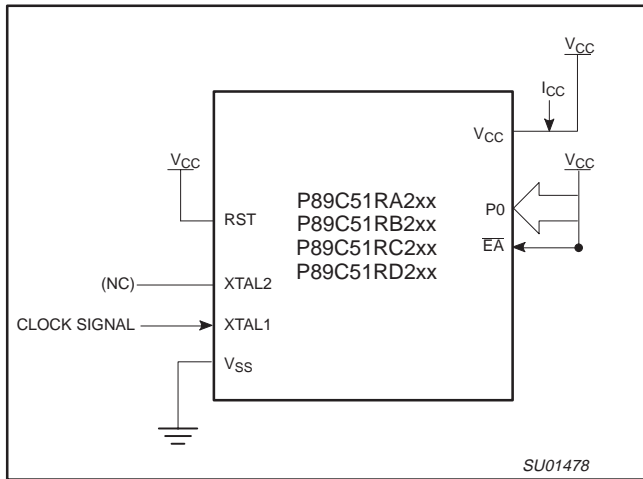 VCC
ICC
VCC
VCC
VCC
P89C51RA2xx
P89C51RB2xx
P89C51RC2xx
P89C51RD2xx
P0
RST
EA
(NC)
XTAL2
CLOCK SIGNAL
XTAL1
VSS
SU01478